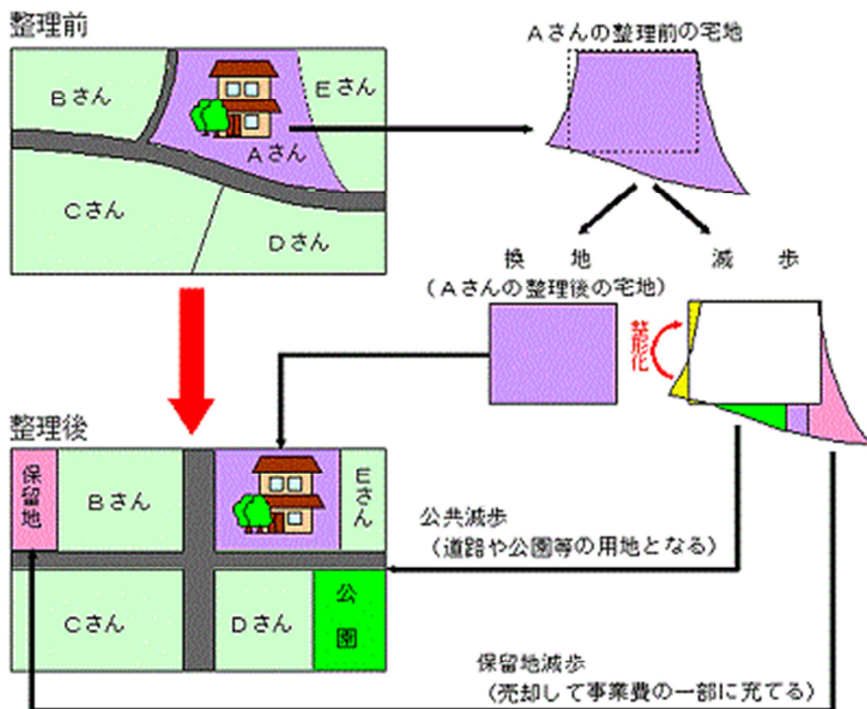 整理前
Aさんの整理前の宅地
Bさん
Eさん
Aさん
Cさん
Dさん
換地
減歩
(Aさんの整理後の宅地)
整形化
整理後
保留地
Bさん
Eさん
公共減歩
(道路や公園等の用地となる)
Cさん
Dさん
公園
保留地減歩
(売却して事業費の一部に充てる)